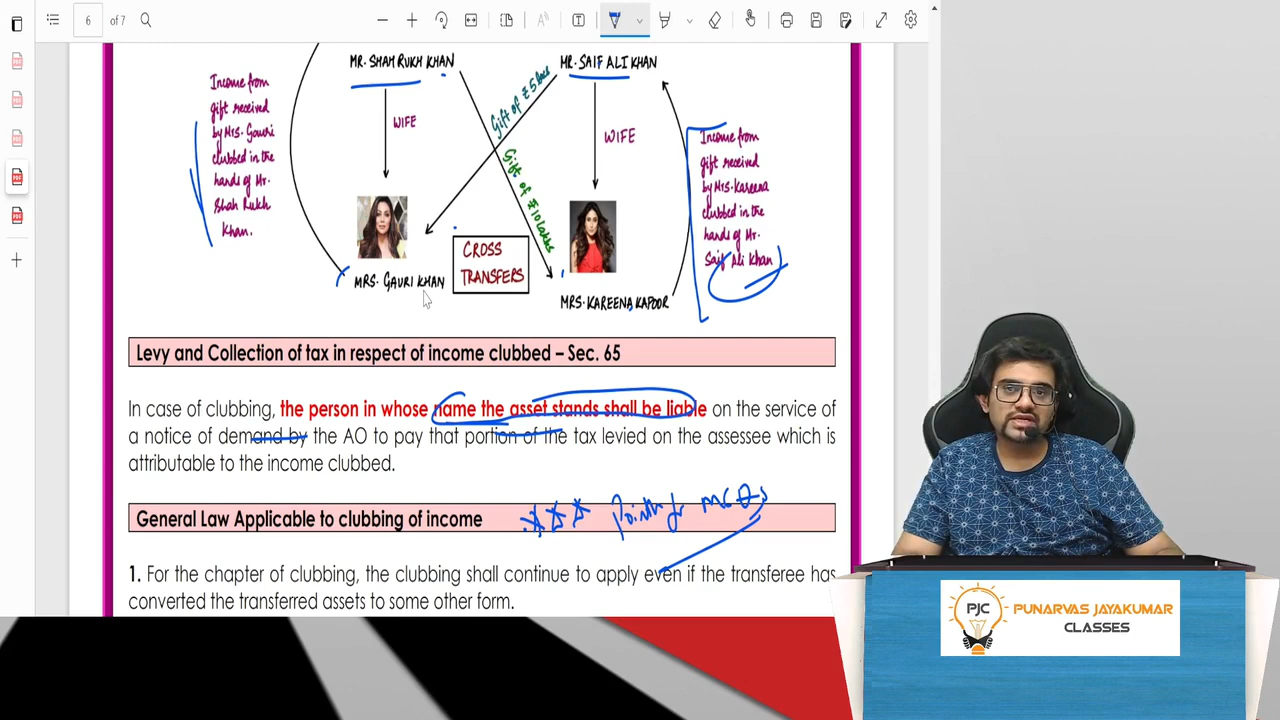 6
of 7
MR. SHAH RUKH KHAN
MR. SAIF ALI KHAN
Income from
gift received
by Mrs. Gauri
clubbed in the
hands of Mr.
Shah Rukh
Khan.
WIFE
Gift of ₹ 5 lacs
Gift of ₹ 10 lakhs
WIFE
Income from
gift received
by Mrs. Kareena
clubbed in the
hands of Mr.
Saif Ali Khan
CROSS
TRANSFERS
MRS. GAURI KHAN
MRS. KAREENA KAPOOR
Levy and Collection of tax in respect of income clubbed – Sec. 65
In case of clubbing, the person in whose name the asset stands shall be liable on the service of
a notice of demand by the AO to pay that portion of the tax levied on the assessee which is
attributable to the income clubbed.
General Law Applicable to clubbing of income
Points for MCQs
1. For the chapter of clubbing, the clubbing shall continue to apply even if the transferee has
converted the transferred assets to some other form.
PJC
PUNARVAS JAYAKUMAR
CLASSES